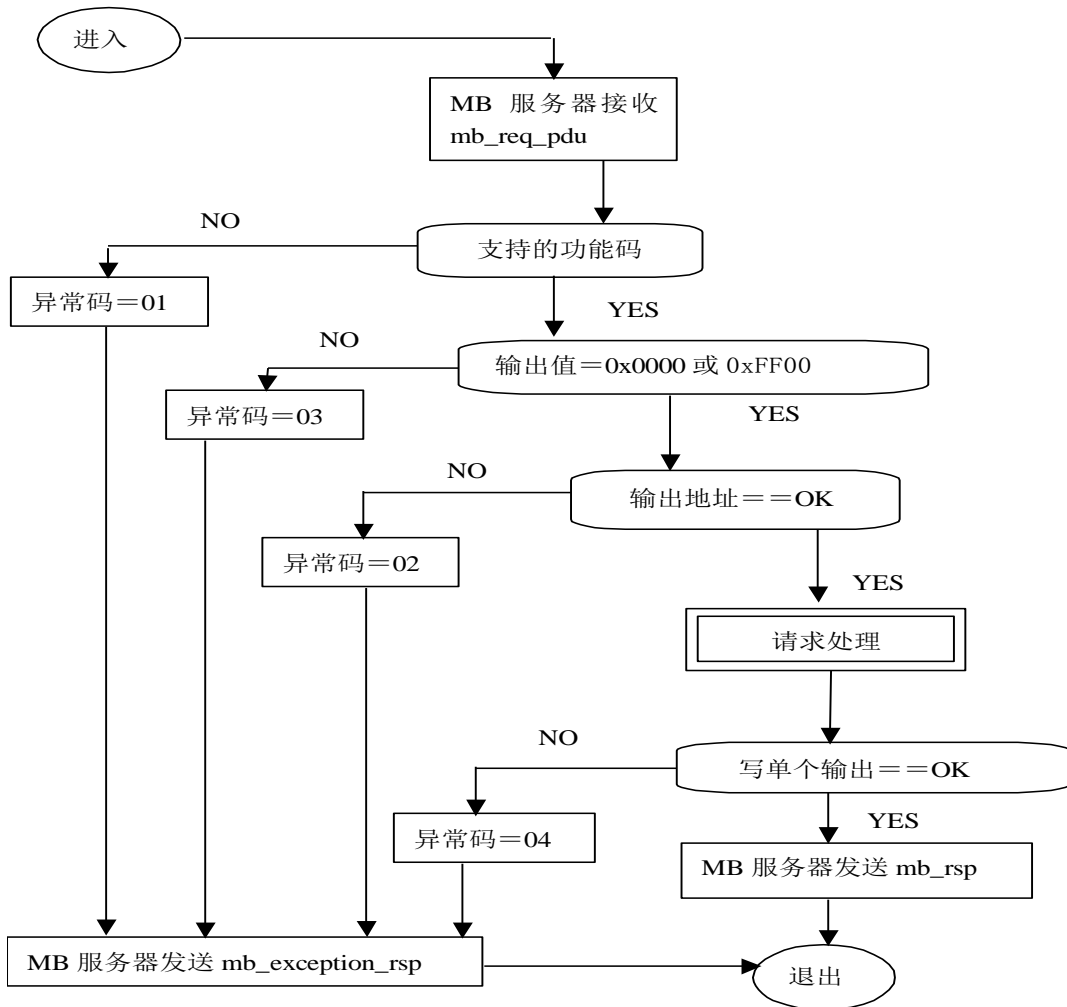 进入
MB 服务器接收
mb_req_pdu
NO
支持的功能码
异常码＝01
YES
NO
输出值＝0x0000 或 0xFF00
异常码＝03
YES
NO
输出地址＝＝OK
异常码＝02
YES
请求处理
NO
写单个输出＝＝OK
异常码＝04
YES
MB 服务器发送 mb_rsp
MB 服务器发送 mb_exception_rsp
退出